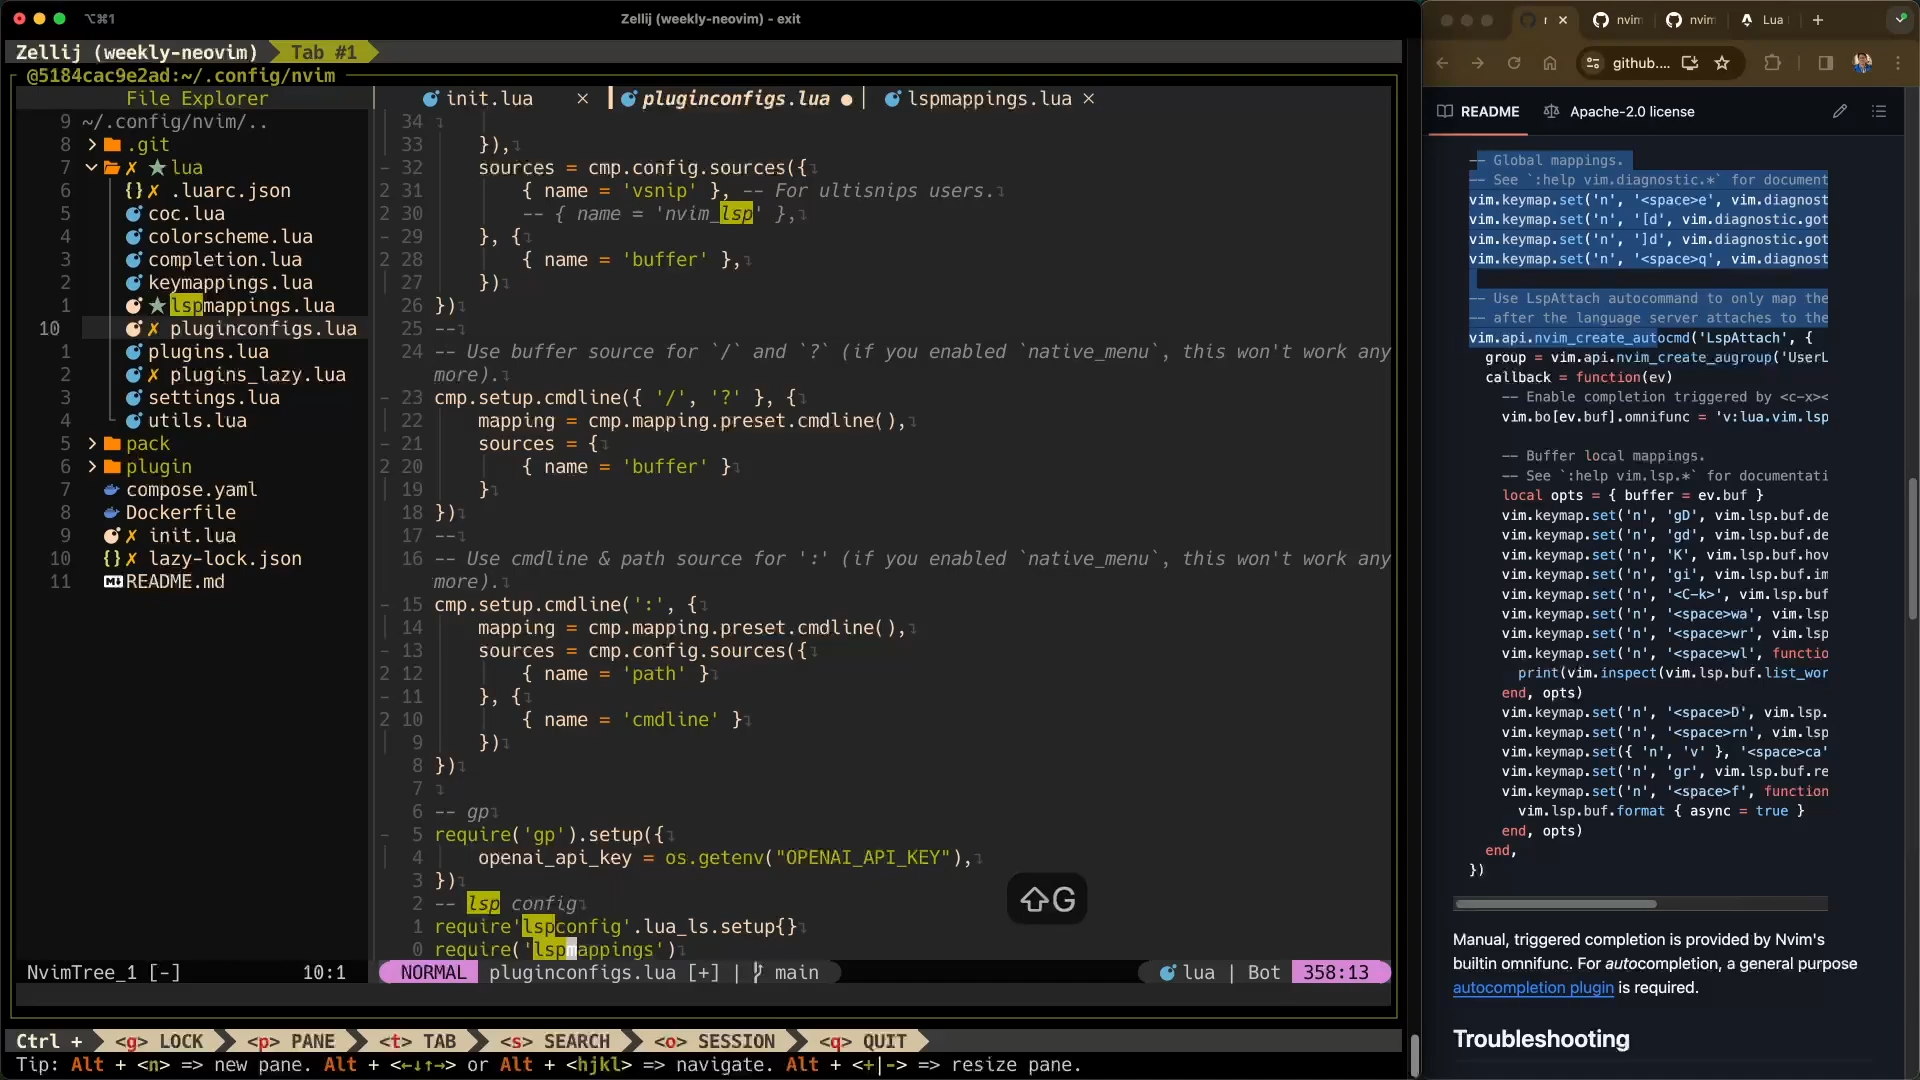 ⌥⌘1
Zellij (weekly-neovim) - exit
Zellij (weekly-neovim) Tab #1
@5184cac9e2ad:~/.config/nvim
File Explorer
9 ~/.config/nvim/..
8 .git
7 lua
6 {} .luarc.json
5 coc.lua
4 colorscheme.lua
3 completion.lua
2 keymappings.lua
1 lspmappings.lua
10 pluginconfigs.lua
1 plugins.lua
2 plugins_lazy.lua
3 settings.lua
4 utils.lua
5 pack
6 plugin
7 compose.yaml
8 Dockerfile
9 init.lua
10 {} lazy-lock.json
11 README.md
NvimTree_1 [-] 10:1
init.lua × pluginconfigs.lua ● lspmappings.lua ×
34
33 }),
32 sources = cmp.config.sources({
2 31 { name = 'vsnip' }, -- For ultisnips users.
2 30 -- { name = 'nvim_lsp' },
29 }, {
2 28 { name = 'buffer' },
27 })
26 })
25 --
24 -- Use buffer source for `/` and `?` (if you enabled `native_menu`, this won't work any
more).
23 cmp.setup.cmdline({ '/', '?' }, {
22 mapping = cmp.mapping.preset.cmdline(),
21 sources = {
2 20 { name = 'buffer' }
19 }
18 })
17 --
16 -- Use cmdline & path source for ':' (if you enabled `native_menu`, this won't work any
more).
15 cmp.setup.cmdline(':', {
14 mapping = cmp.mapping.preset.cmdline(),
13 sources = cmp.config.sources({
2 12 { name = 'path' }
11 }, {
2 10 { name = 'cmdline' }
9 })
8 })
7
6 -- gp
5 require('gp').setup({
4 openai_api_key = os.getenv("OPENAI_API_KEY"),
3 })
2 -- lsp config
1 require'lspconfig'.lua_ls.setup{}
0 require('lspmappings')
⇧G
NORMAL pluginconfigs.lua [+] | main lua | Bot 358:13
Ctrl + <g> LOCK <p> PANE <t> TAB <s> SEARCH <o> SESSION <q> QUIT
Tip: Alt + <n> => new pane. Alt + <←↓↑→> or Alt + <hjkl> => navigate. Alt + <+|-> => resize pane.
nvim nvim Lua
github....
README Apache-2.0 license
-- Global mappings.
-- See `:help vim.diagnostic.*` for document
vim.keymap.set('n', '<space>e', vim.diagnost
vim.keymap.set('n', '[d', vim.diagnostic.got
vim.keymap.set('n', ']d', vim.diagnostic.got
vim.keymap.set('n', '<space>q', vim.diagnost
-- Use LspAttach autocommand to only map the
-- after the language server attaches to the
vim.api.nvim_create_autocmd('LspAttach', {
group = vim.api.nvim_create_augroup('UserL
callback = function(ev)
-- Enable completion triggered by <c-x><
vim.bo[ev.buf].omnifunc = 'v:lua.vim.lsp
-- Buffer local mappings.
-- See `:help vim.lsp.*` for documentati
local opts = { buffer = ev.buf }
vim.keymap.set('n', 'gD', vim.lsp.buf.de
vim.keymap.set('n', 'gd', vim.lsp.buf.de
vim.keymap.set('n', 'K', vim.lsp.buf.hov
vim.keymap.set('n', 'gi', vim.lsp.buf.im
vim.keymap.set('n', '<C-k>', vim.lsp.buf
vim.keymap.set('n', '<space>wa', vim.lsp
vim.keymap.set('n', '<space>wr', vim.lsp
vim.keymap.set('n', '<space>wl', functio
print(vim.inspect(vim.lsp.buf.list_wor
end, opts)
vim.keymap.set('n', '<space>D', vim.lsp.
vim.keymap.set('n', '<space>rn', vim.lsp
vim.keymap.set({ 'n', 'v' }, '<space>ca'
vim.keymap.set('n', 'gr', vim.lsp.buf.re
vim.keymap.set('n', '<space>f', function
vim.lsp.buf.format { async = true }
end, opts)
end,
})
Manual, triggered completion is provided by Nvim's
builtin omnifunc. For autocompletion, a general purpose
autocompletion plugin is required.
Troubleshooting